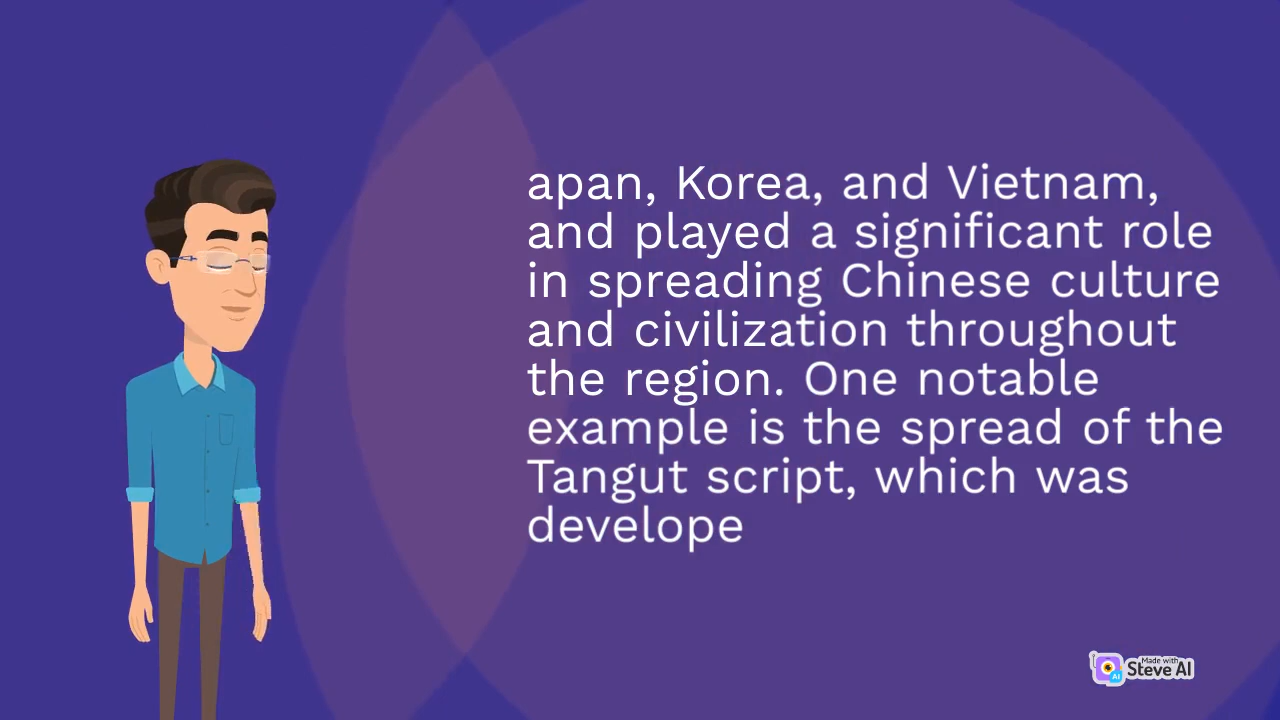 apan, Korea, and Vietnam,
and played a significant role
in spreading Chinese culture
and civilization throughout
the region. One notable
example is the spread of the
Tangut script, which was
develope
Made with
Steve AI
AI